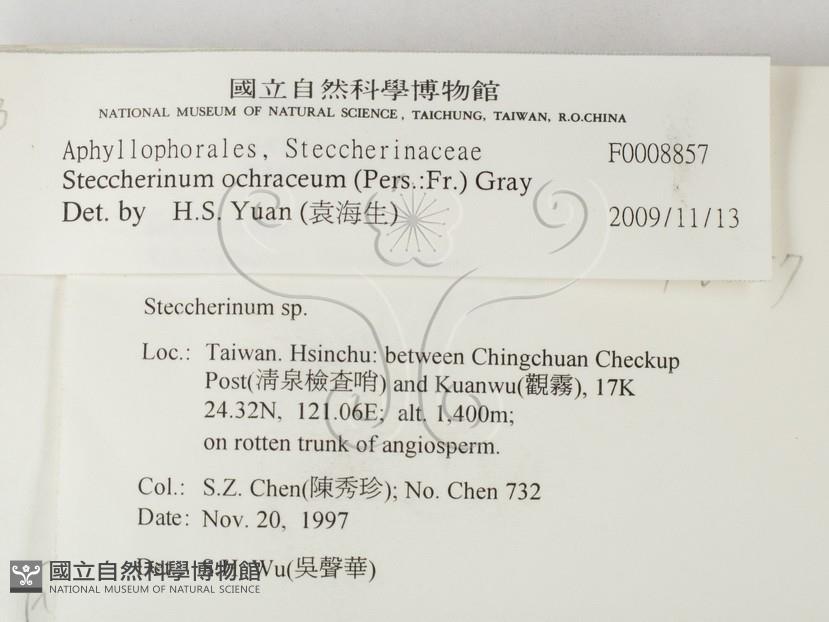 國立自然科學博物館
NATIONAL MUSEUM OF NATURAL SCIENCE, TAICHUNG, TAIWAN, R.O.CHINA
Aphyllophorales, Steccherinaceae F0008857
Steccherinum ochraceum (Pers.:Fr.) Gray
Det. by H.S. Yuan (袁海生) 2009/11/13
Steccherinum sp.
Loc.: Taiwan. Hsinchu: between Chingchuan Checkup
Post(清泉檢查哨) and Kuanwu(觀霧), 17K
24.32N, 121.06E; alt. 1,400m;
on rotten trunk of angiosperm.
Col.: S.Z. Chen(陳秀珍); No. Chen 732
Date: Nov. 20, 1997
Wu(吳聲華)
國立自然科學博物館
NATIONAL MUSEUM OF NATURAL SCIENCE